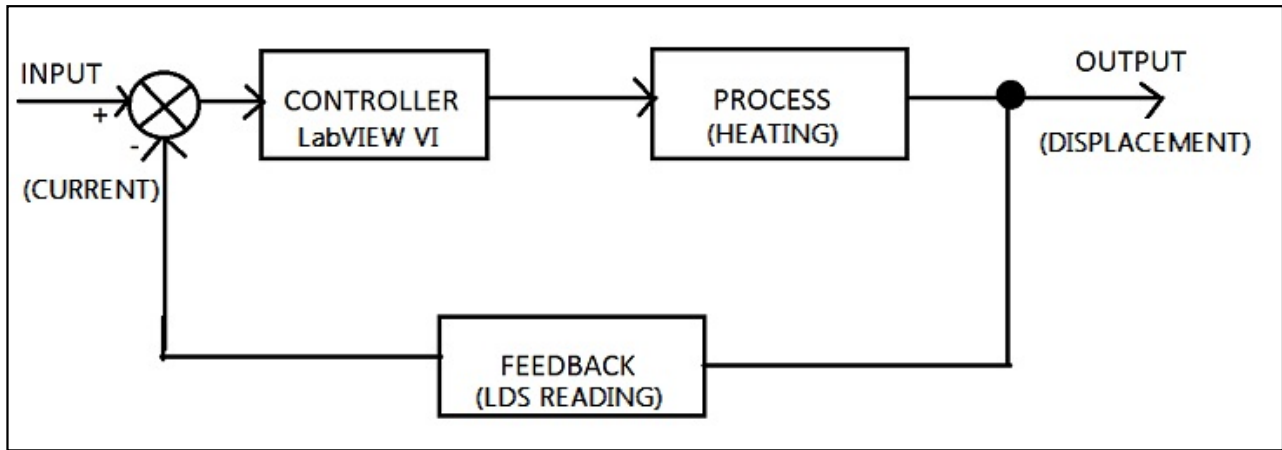 INPUT
+
-
(CURRENT)
CONTROLLER
LabVIEW VI
PROCESS
(HEATING)
OUTPUT
(DISPLACEMENT)
FEEDBACK
(LDS READING)